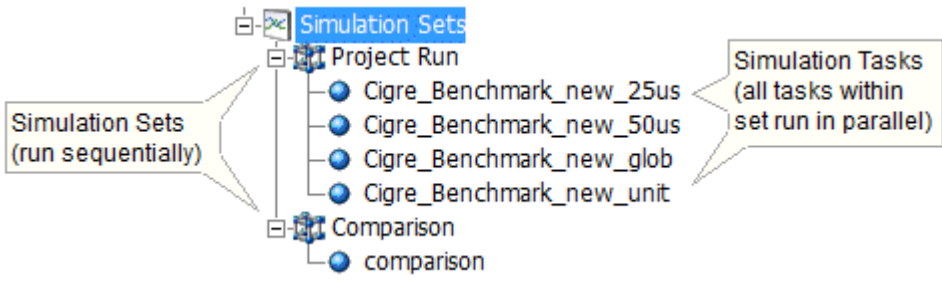 Simulation Sets
Project Run
Cigre_Benchmark_new_25us
Cigre_Benchmark_new_50us
Cigre_Benchmark_new_glob
Cigre_Benchmark_new_unit
Comparison
comparison
Simulation Sets
(run sequentially)
Simulation Tasks
(all tasks within
set run in parallel)